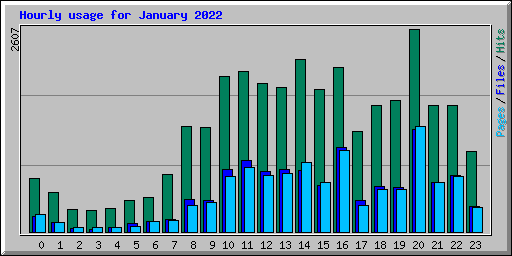 Hourly usage for January 2022
2607
Pages / Files / Hits
0 1 2 3 4 5 6 7 8 9 10 11 12 13 14 15 16 17 18 19 20 21 22 23